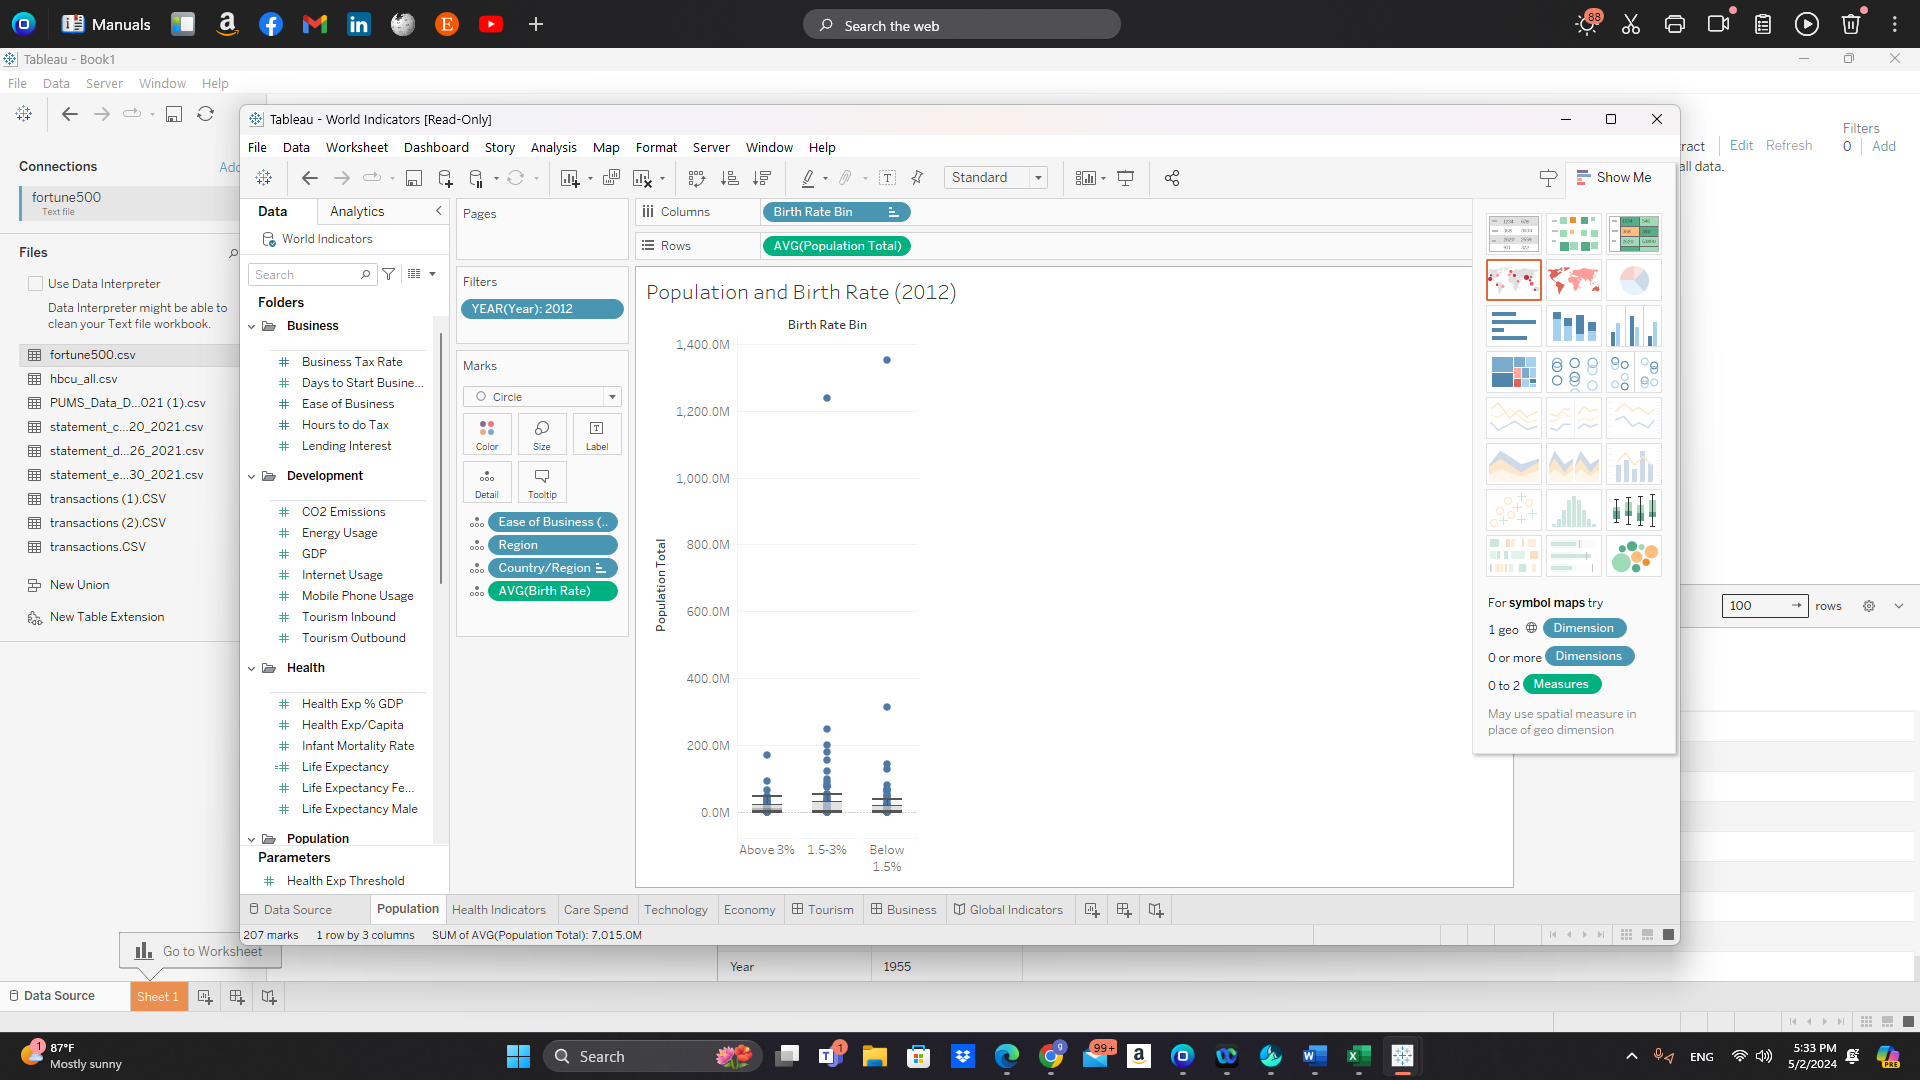 Manuals
Search the web
88
Tableau - Book1
File Data Server Window Help
Connections
Add
fortune500
Text file
Files
Use Data Interpreter
Data Interpreter might be able to
clean your Text file workbook.
fortune500.csv
hbcu_all.csv
PUMS_Data_D...021 (1).csv
statement_c...20_2021.csv
statement_d...26_2021.csv
statement_e...30_2021.csv
transactions (1).CSV
transactions (2).CSV
transactions.CSV
New Union
New Table Extension
Go to Worksheet
Data Source
Sheet 1
Tableau - World Indicators [Read-Only]
File Data Worksheet Dashboard Story Analysis Map Format Server Window Help
Standard
Show Me
Data
Analytics
World Indicators
Search
Folders
Business
Business Tax Rate
Days to Start Busine...
Ease of Business
Hours to do Tax
Lending Interest
Development
CO2 Emissions
Energy Usage
GDP
Internet Usage
Mobile Phone Usage
Tourism Inbound
Tourism Outbound
Health
Health Exp % GDP
Health Exp/Capita
Infant Mortality Rate
Life Expectancy
Life Expectancy Fe...
Life Expectancy Male
Population
Parameters
Health Exp Threshold
Pages
Filters
YEAR(Year): 2012
Marks
Circle
Color
Size
Label
Detail
Tooltip
Ease of Business (..
Region
Country/Region
AVG(Birth Rate)
Columns
Birth Rate Bin
Rows
AVG(Population Total)
Population and Birth Rate (2012)
Birth Rate Bin
Population Total
1,400.0M
1,200.0M
1,000.0M
800.0M
600.0M
400.0M
200.0M
0.0M
Above 3%
1.5-3%
Below
1.5%
For symbol maps try
1 geo Dimension
0 or more Dimensions
0 to 2 Measures
May use spatial measure in
place of geo dimension
Data Source
Population
Health Indicators
Care Spend
Technology
Economy
Tourism
Business
Global Indicators
207 marks
1 row by 3 columns
SUM of AVG(Population Total): 7,015.0M
ract
Edit
Refresh
Filters
0
Add
all data.
100
rows
Year
1955
1
87°F
Mostly sunny
Search
1
9
99+
ENG
5:33 PM
5/2/2024
PRE